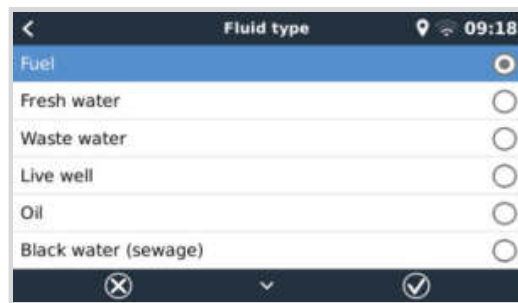 Fluid type 09:18
Fuel
Fresh water
Waste water
Live well
Oil
Black water (sewage)